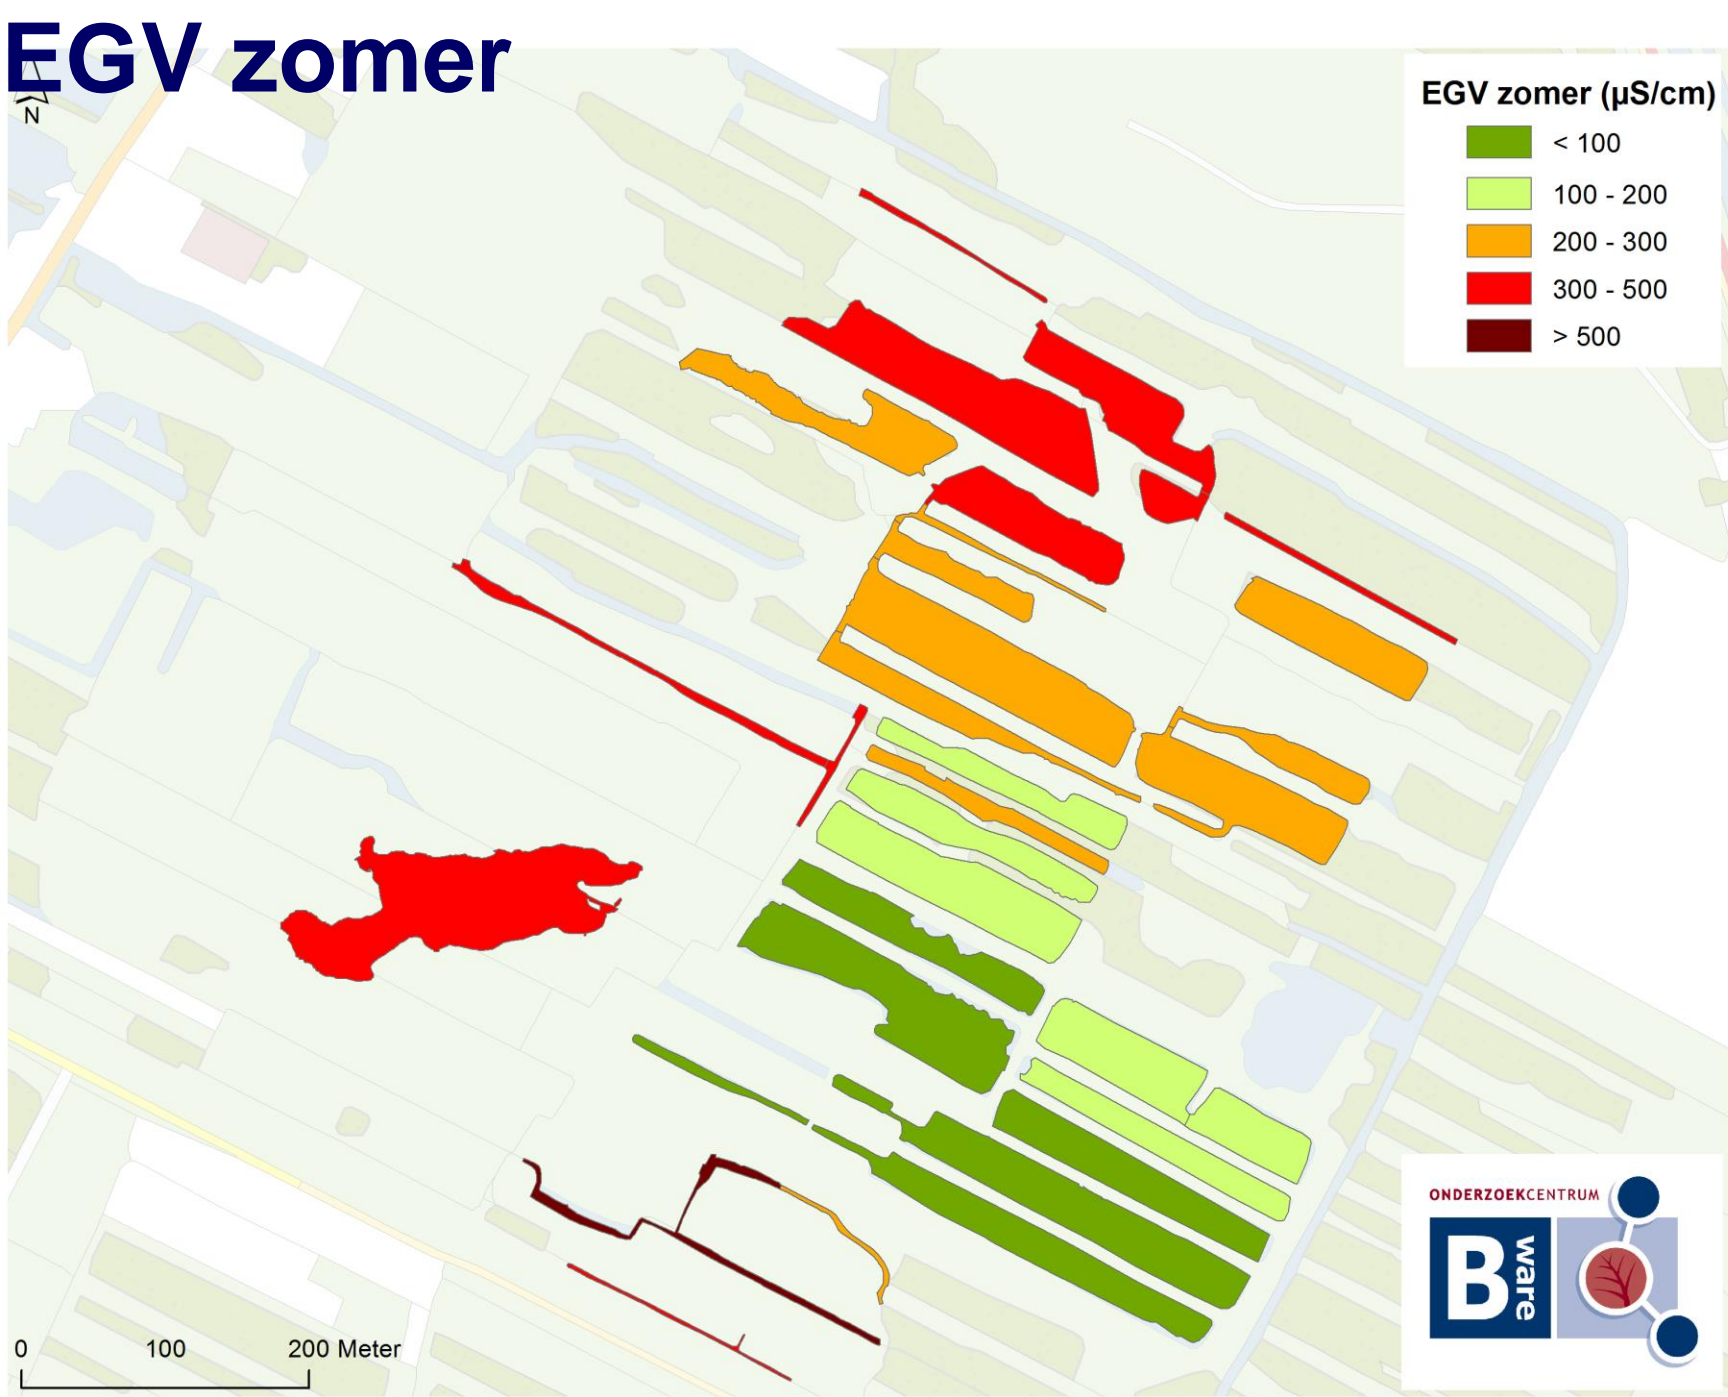 EGV zomer
N
EGV zomer (µS/cm)
< 100
100 - 200
200 - 300
300 - 500
> 500
ONDERZOEKCENTRUM
B ware
0 100 200 Meter